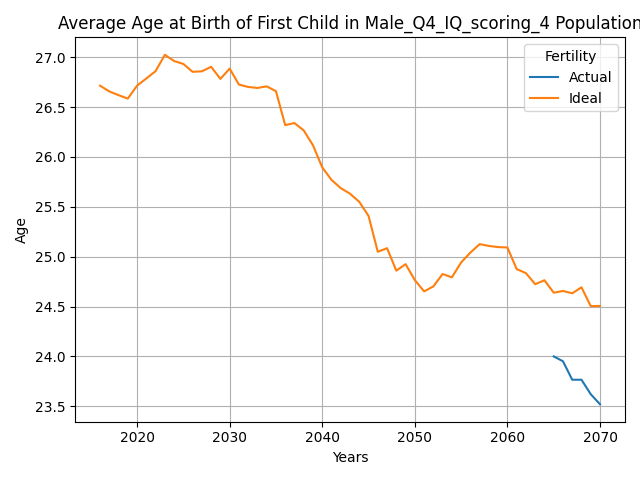 Average Age at Birth of First Child in Male_Q4_IQ_scoring_4 Population
27.0
26.5
26.0
25.5
25.0
24.5
24.0
23.5
Age
Fertility
Actual
Ideal
2020 2030 2040 2050 2060 2070
Years